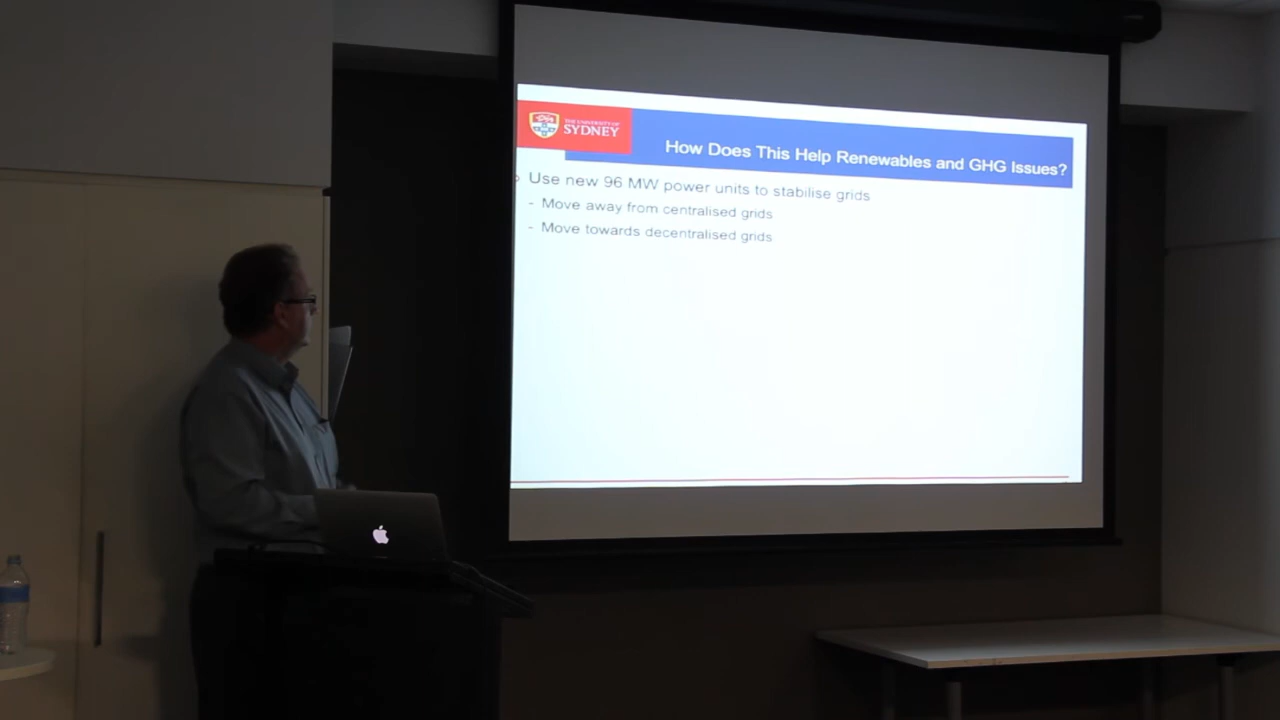 THE UNIVERSITY OF
SYDNEY
How Does This Help Renewables and GHG Issues?
Use new 96 MW power units to stabilise grids
- Move away from centralised grids
- Move towards decentralised grids